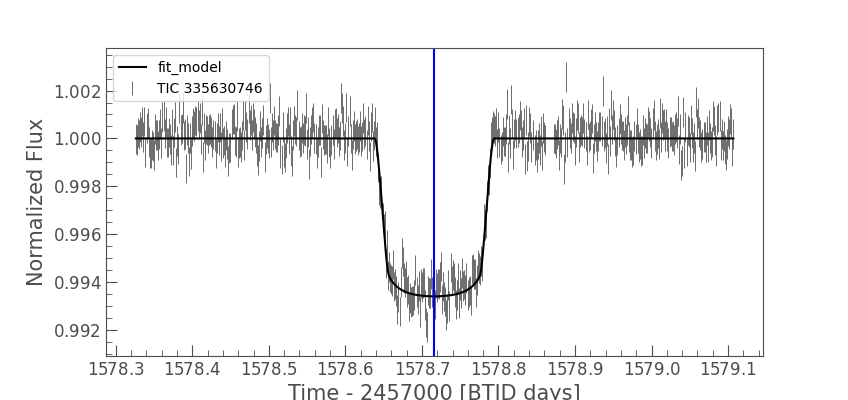 fit_model
TIC 335630746
1.002
1.000
0.998
0.996
0.994
0.992
Normalized Flux
1578.3 1578.4 1578.5 1578.6 1578.7 1578.8 1578.9 1579.0 1579.1
Time - 2457000 [BTJD days]